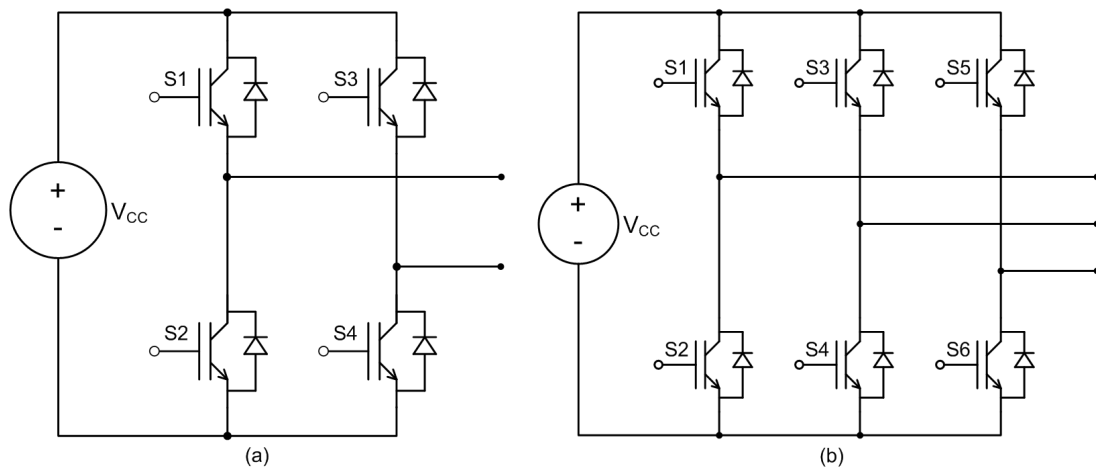 S1
S3
+
-
VCC
S2
S4
(a)
S1
S3
S5
+
-
VCC
S2
S4
S6
(b)